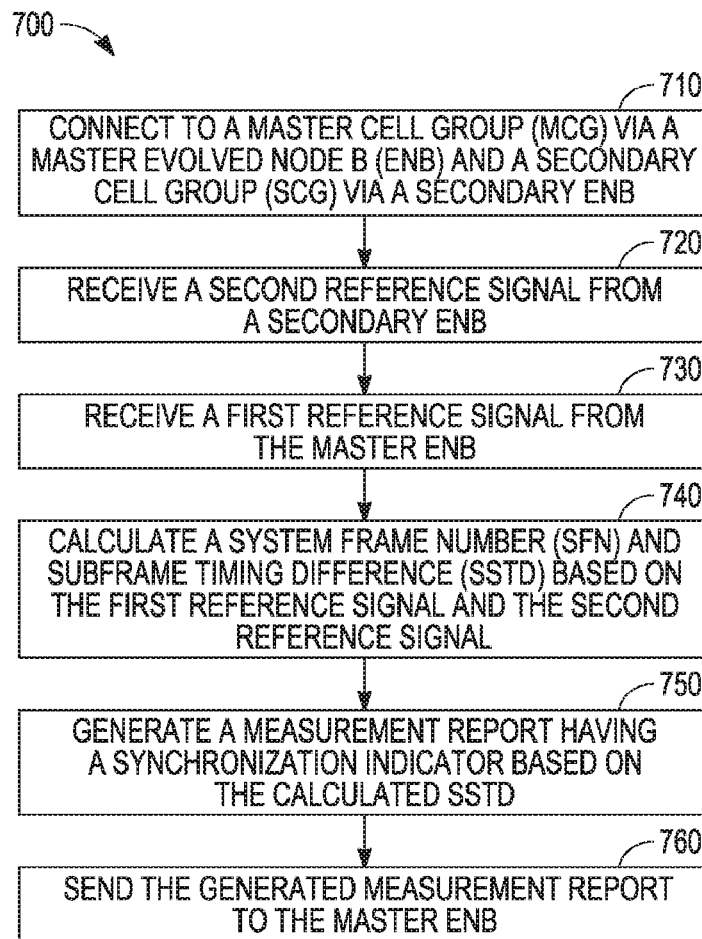 700
710
CONNECT TO A MASTER CELL GROUP (MCG) VIA A
MASTER EVOLVED NODE B (ENB) AND A SECONDARY
CELL GROUP (SCG) VIA A SECONDARY ENB
720
RECEIVE A SECOND REFERENCE SIGNAL FROM
A SECONDARY ENB
730
RECEIVE A FIRST REFERENCE SIGNAL FROM
THE MASTER ENB
740
CALCULATE A SYSTEM FRAME NUMBER (SFN) AND
SUBFRAME TIMING DIFFERENCE (SSTD) BASED ON
THE FIRST REFERENCE SIGNAL AND THE SECOND
REFERENCE SIGNAL
750
GENERATE A MEASUREMENT REPORT HAVING
A SYNCHRONIZATION INDICATOR BASED ON
THE CALCULATED SSTD
760
SEND THE GENERATED MEASUREMENT REPORT
TO THE MASTER ENB